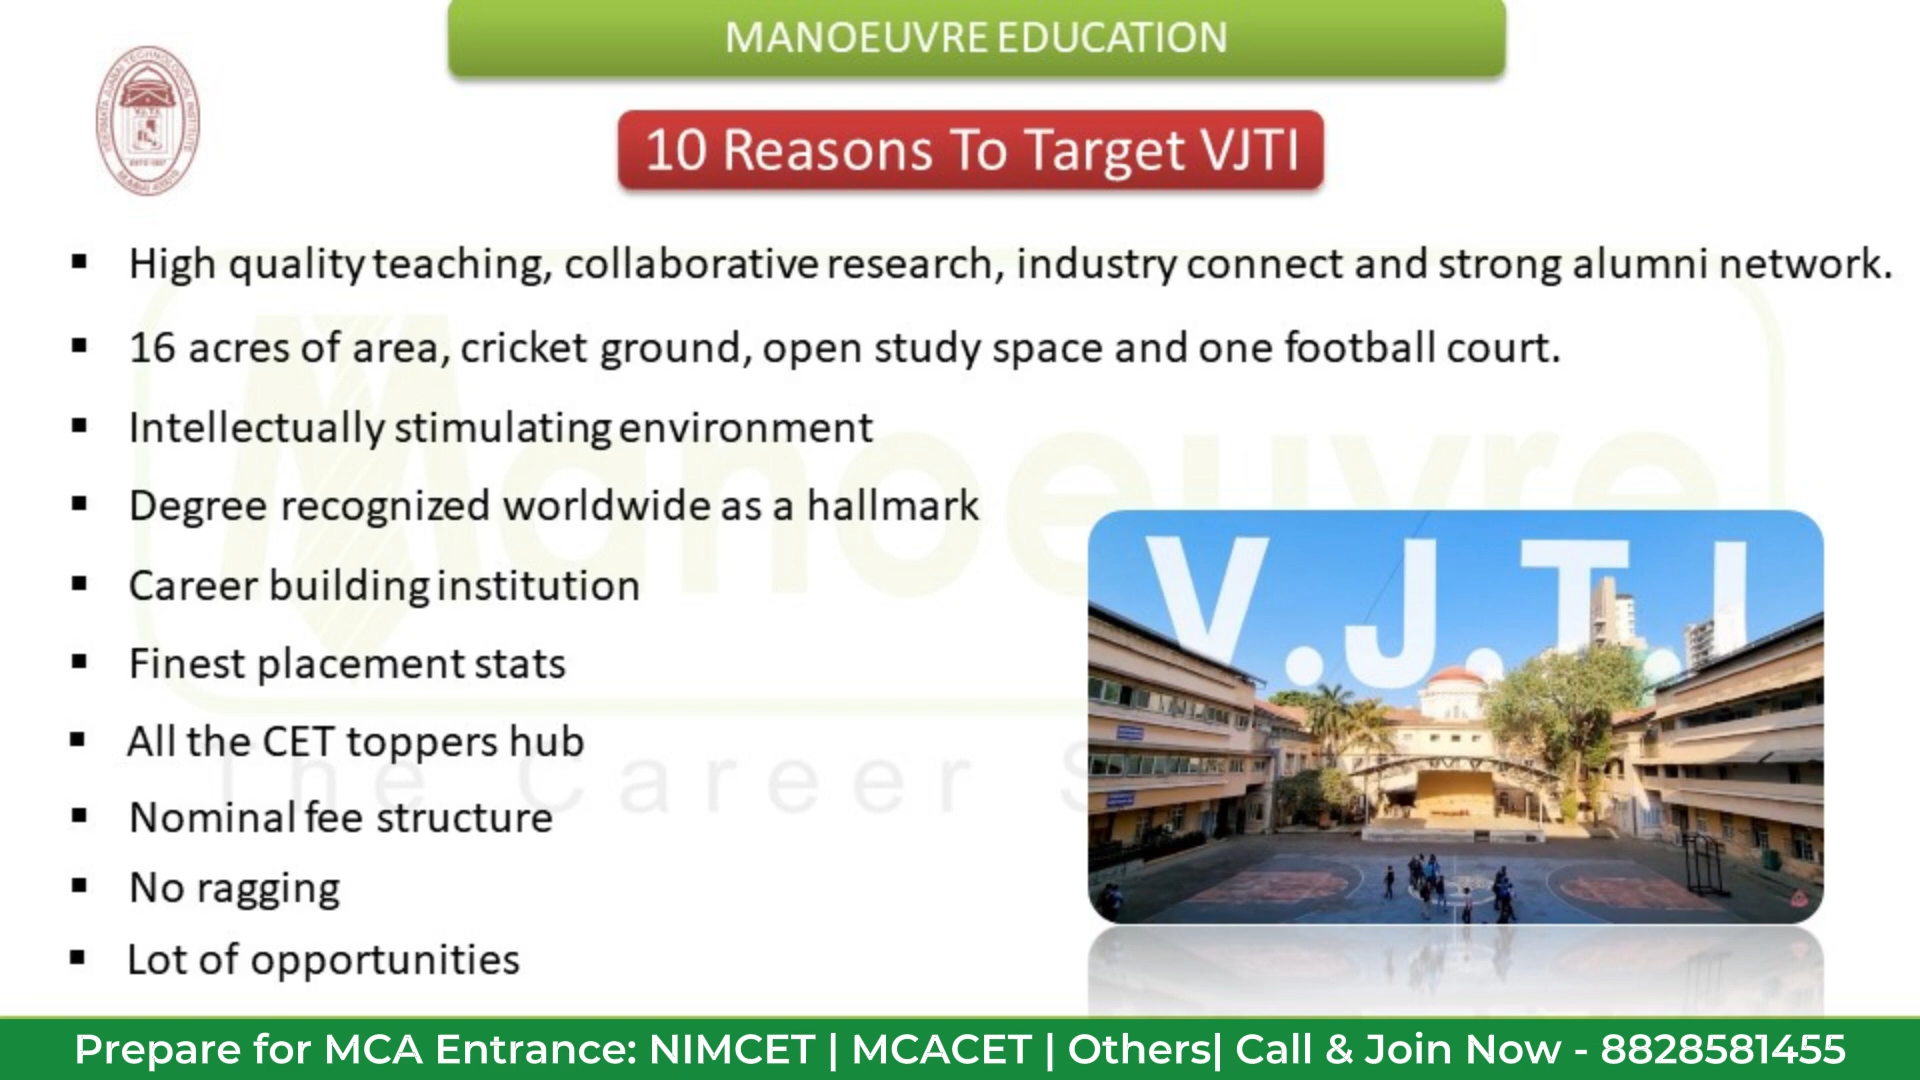 MANOEUVRE EDUCATION
10 Reasons To Target VJTI
▪ High quality teaching, collaborative research, industry connect and strong alumni network.
▪ 16 acres of area, cricket ground, open study space and one football court.
▪ Intellectually stimulating environment
▪ Degree recognized worldwide as a hallmark
▪ Career building institution
▪ Finest placement stats
▪ All the CET toppers hub
▪ Nominal fee structure
▪ No ragging
▪ Lot of opportunities
V.J.T.I
Manoeuvre
The Career S
Prepare for MCA Entrance: NIMCET | MCACET | Others| Call & Join Now - 8828581455